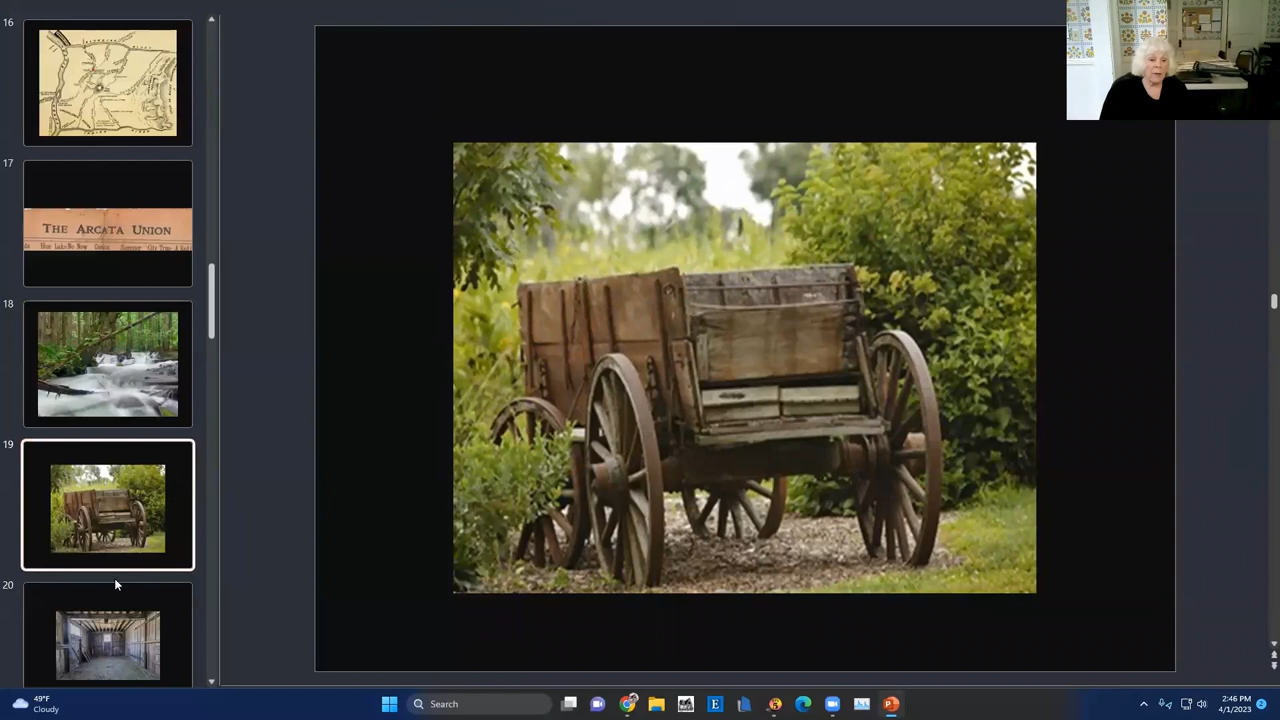 16
17
THE ARCATA UNION
18
19
20
49°F
Cloudy
Search
2:46 PM
4/1/2023